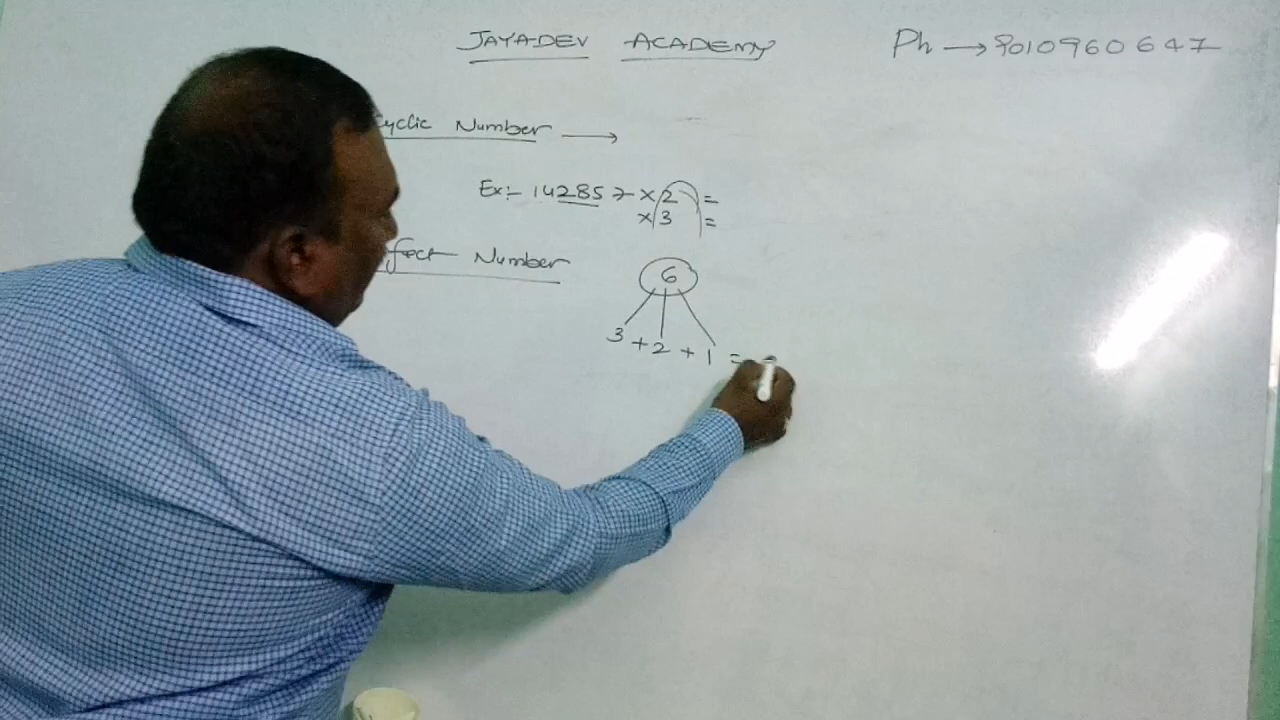 JAYADEV ACADEMY Ph → 9010960647
Cyclic Number →
Ex:- 142857 × 2 =
× 3 =
fect Number
6
3 + 2 + 1 =